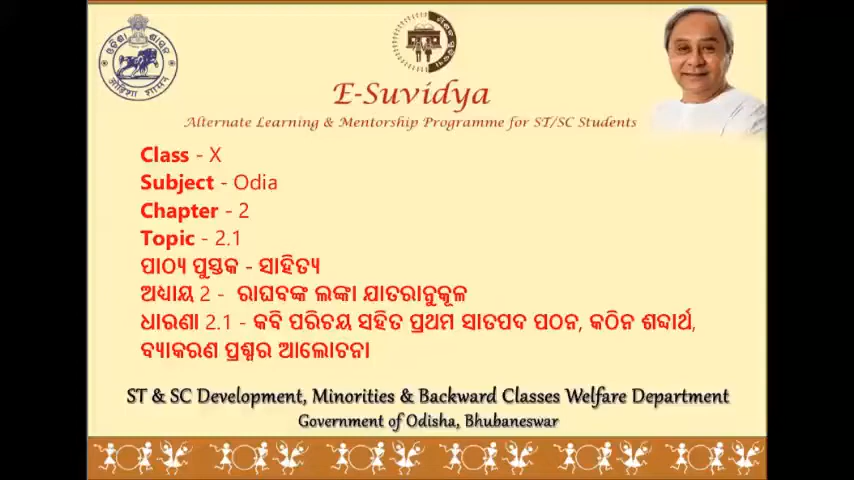 E-Suvidya
Alternate Learning & Mentorship Programme for ST/SC Students
Class - X
Subject - Odia
Chapter - 2
Topic - 2.1
ପାଠ୍ୟ ପୁସ୍ତକ - ସାହିତ୍ୟ
ଅଧ୍ୟାୟ 2 - ରାଘବଙ୍କ ଲଙ୍କା ଯାତରାନୁକୂଳ
ଧାରଣା 2.1 - କବି ପରିଚୟ ସହିତ ପ୍ରଥମ ସାତପଦ ପଠନ, କଠିନ ଶବ୍ଦାର୍ଥ,
ବ୍ୟାକରଣ ପ୍ରଶ୍ନର ଆଲୋଚନା
ST & SC Development, Minorities & Backward Classes Welfare Department
Government of Odisha, Bhubaneswar